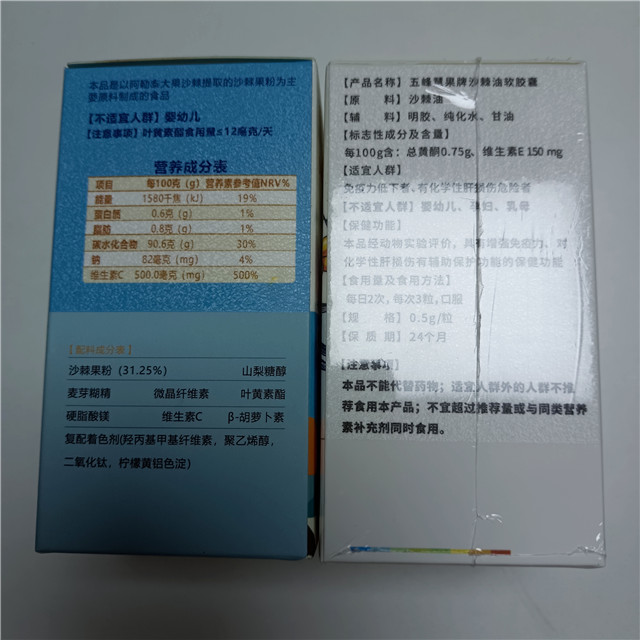 本品是以阿勒泰大果沙棘提取的沙棘果粉为主
要原料制成的食品
【不适宜人群】婴幼儿
【注意事项】叶黄素酯食用量≤12毫克/天
营养成分表
项目 每100克（g） 营养素参考值NRV%
能量 1580千焦（kJ） 19%
蛋白质 0.6克（g） 1%
脂肪 0.8克（g） 1%
碳水化合物 90.6克（g） 30%
钠 82毫克（mg） 4%
维生素C 500.0毫克（mg） 500%
【配料成分表】
沙棘果粉（31.25%） 山梨糖醇
麦芽糊精 微晶纤维素 叶黄素酯
硬脂酸镁 维生素C β-胡萝卜素
复配着色剂(羟丙基甲基纤维素，聚乙烯醇，
二氧化钛，柠檬黄铝色淀）
【产品名称】五峰慧果牌沙棘油软胶囊
【原 料】沙棘油
【辅 料】明胶、纯化水、甘油
【标志性成分及含量】
每100g含：总黄酮0.75g、维生素E 150 mg
【适宜人群】
免疫力低下者、有化学性肝损伤危险者
【不适宜人群】婴幼儿、孕妇、乳母
【保健功能】
本品经动物实验评价，具有增强免疫力、对
化学性肝损伤有辅助保护功能的保健功能
【食用量及食用方法】
每日2次，每次3粒，口服
【规 格】0.5g/粒
【保 质 期】24个月
【注意事项】
本品不能代替药物；适宜人群外的人群不推
荐食用本产品；不宜超过推荐量或与同类营养
素补充剂同时食用。